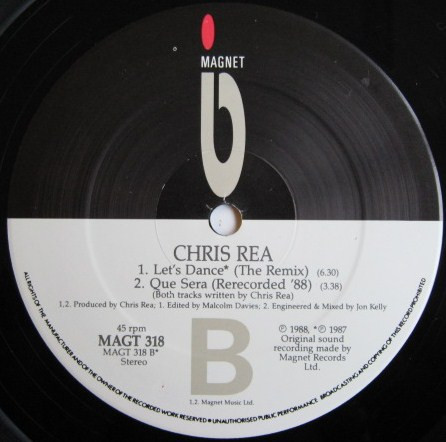 MAGNET
CHRIS REA
1. Let's Dance* (The Remix) (6.30)
2. Que Sera (Rerecorded '88) (3.38)
(Both tracks written by Chris Rea)
1,2. Produced by Chris Rea; 1. Edited by Malcolm Davies; 2. Engineered & Mixed by Jon Kelly
45 rpm
MAGT 318
MAGT 318 B*
Stereo
B
℗ 1988, *℗ 1987
Original sound
recording made by
Magnet Records
Ltd.
1,2. Magnet Music Ltd.
ALL RIGHTS OF THE MANUFACTURER AND OF THE OWNER OF THE RECORDED WORK RESERVED • UNAUTHORISED PUBLIC PERFORMANCE, BROADCASTING AND COPYING OF THIS RECORD PROHIBITED